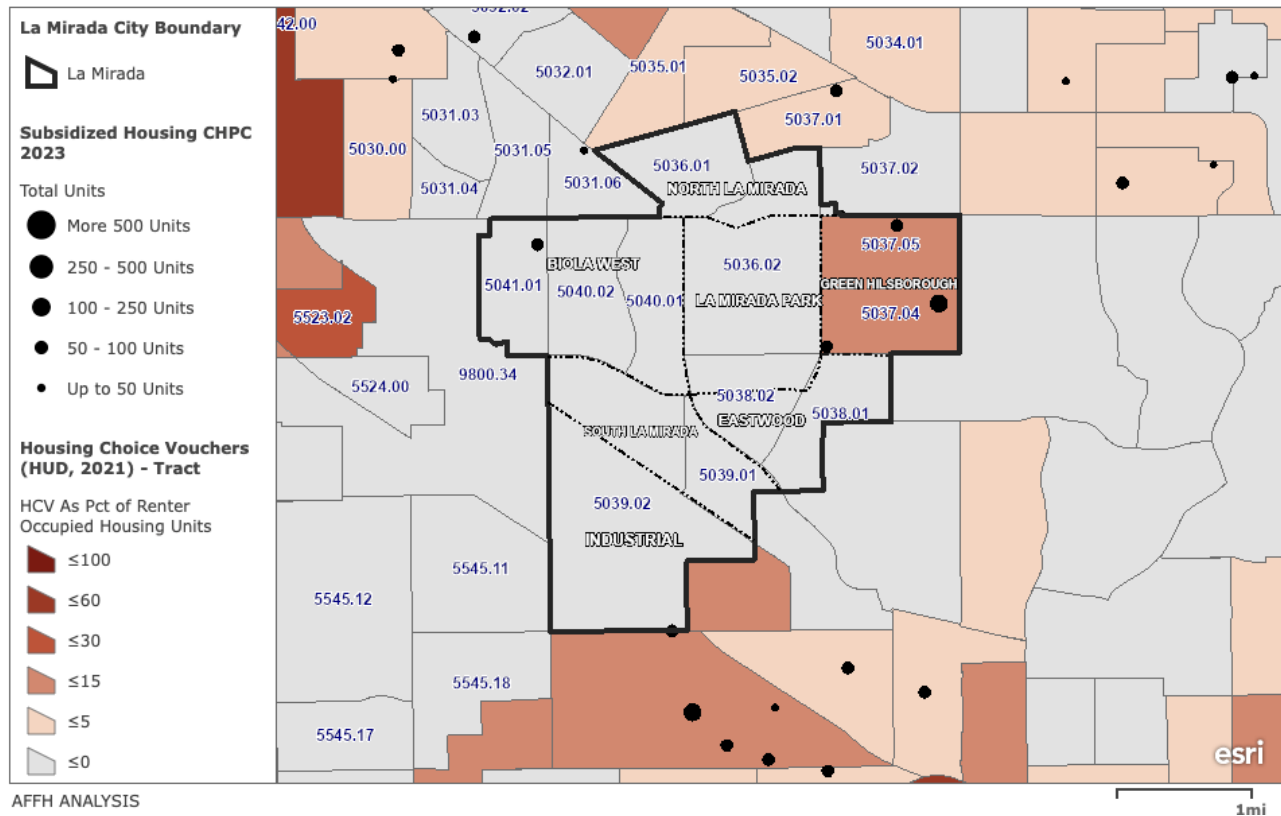 La Mirada City Boundary
La Mirada
Subsidized Housing CHPC
2023
Total Units
More 500 Units
250 - 500 Units
100 - 250 Units
50 - 100 Units
Up to 50 Units
Housing Choice Vouchers
(HUD, 2021) - Tract
HCV As Pct of Renter
Occupied Housing Units
≤100
≤60
≤30
≤15
≤5
≤0
42.00
5032.01
5035.01
5034.01
5035.02
5031.03
5037.01
5030.00
5031.05
5036.01
5037.02
5031.04
5031.06
NORTH LA MIRADA
5037.05
BIOLA WEST
5036.02
5041.01
5040.02
5040.01
LA MIRADA PARK
GREEN HILSBOROUGH
5523.02
5037.04
9800.34
5524.00
5038.02
5038.01
EASTWOOD
SOUTH LA MIRADA
5039.01
5039.02
INDUSTRIAL
5545.11
5545.12
5545.18
5545.17
esri
AFFH ANALYSIS
1mi